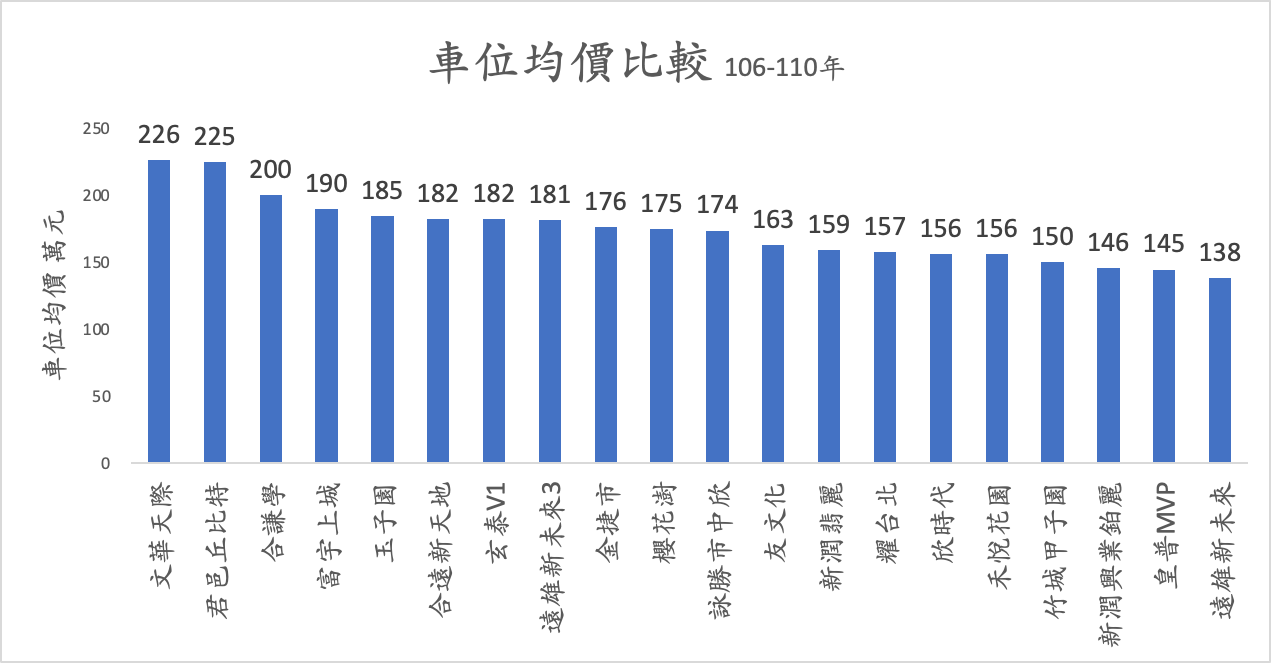 車位均價比較 106-110年
車位均價 萬元
250
200
150
100
50
0
226
225
200
190
185
182
182
181
176
175
174
163
159
157
156
156
150
146
145
138
文華天際
君邑丘比特
合謙學
富宇上城
玉子園
合遠新天地
玄泰V1
遠雄新未來3
金捷市
櫻花澍
詠勝市中欣
友文化
新潤翡麗
耀台北
欣時代
禾悅花園
竹城甲子園
新潤興業鉑麗
皇普MVP
遠雄新未來